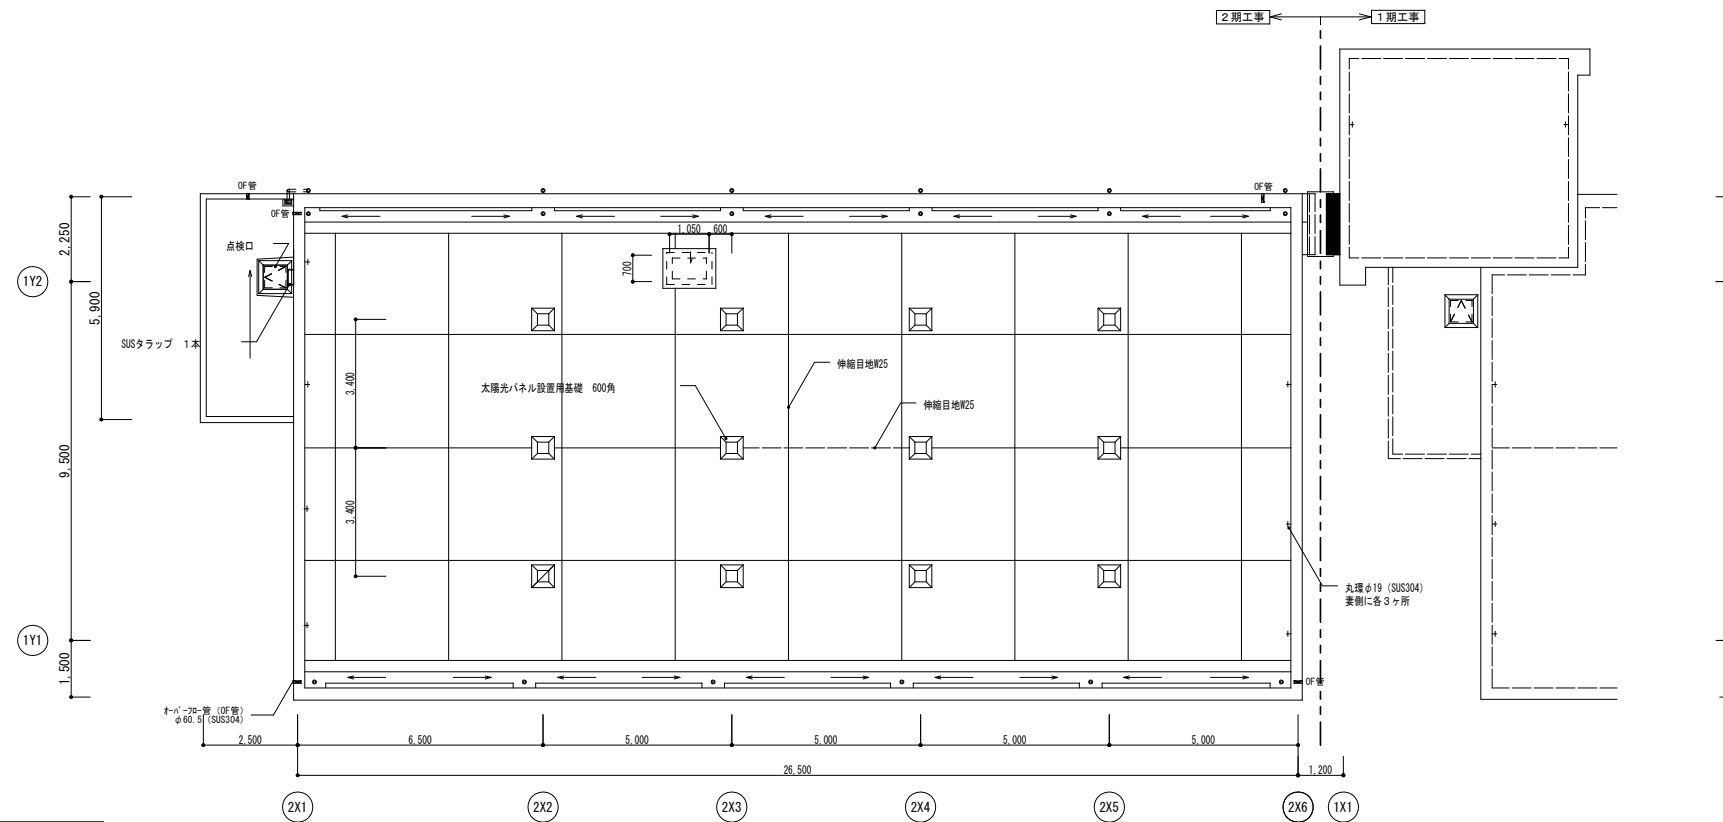 ２期工事
１期工事
OF管
OF管
OF管
点検口
1,050
600
700
2,250
1Y2
5,900
SUSタラップ　１本
3,400
太陽光パネル設置用基礎　600角
伸縮目地W25
伸縮目地W25
9,500
3,400
丸環φ19（SUS304）
妻側に各３ヶ所
1Y1
1,500
OF管
ｵｰﾊﾞｰﾌﾛｰ管（OF管）
φ60.5（SUS304）
2,500
6,500
5,000
5,000
5,000
5,000
26,500
1,200
2X1
2X2
2X3
2X4
2X5
2X6
1X1